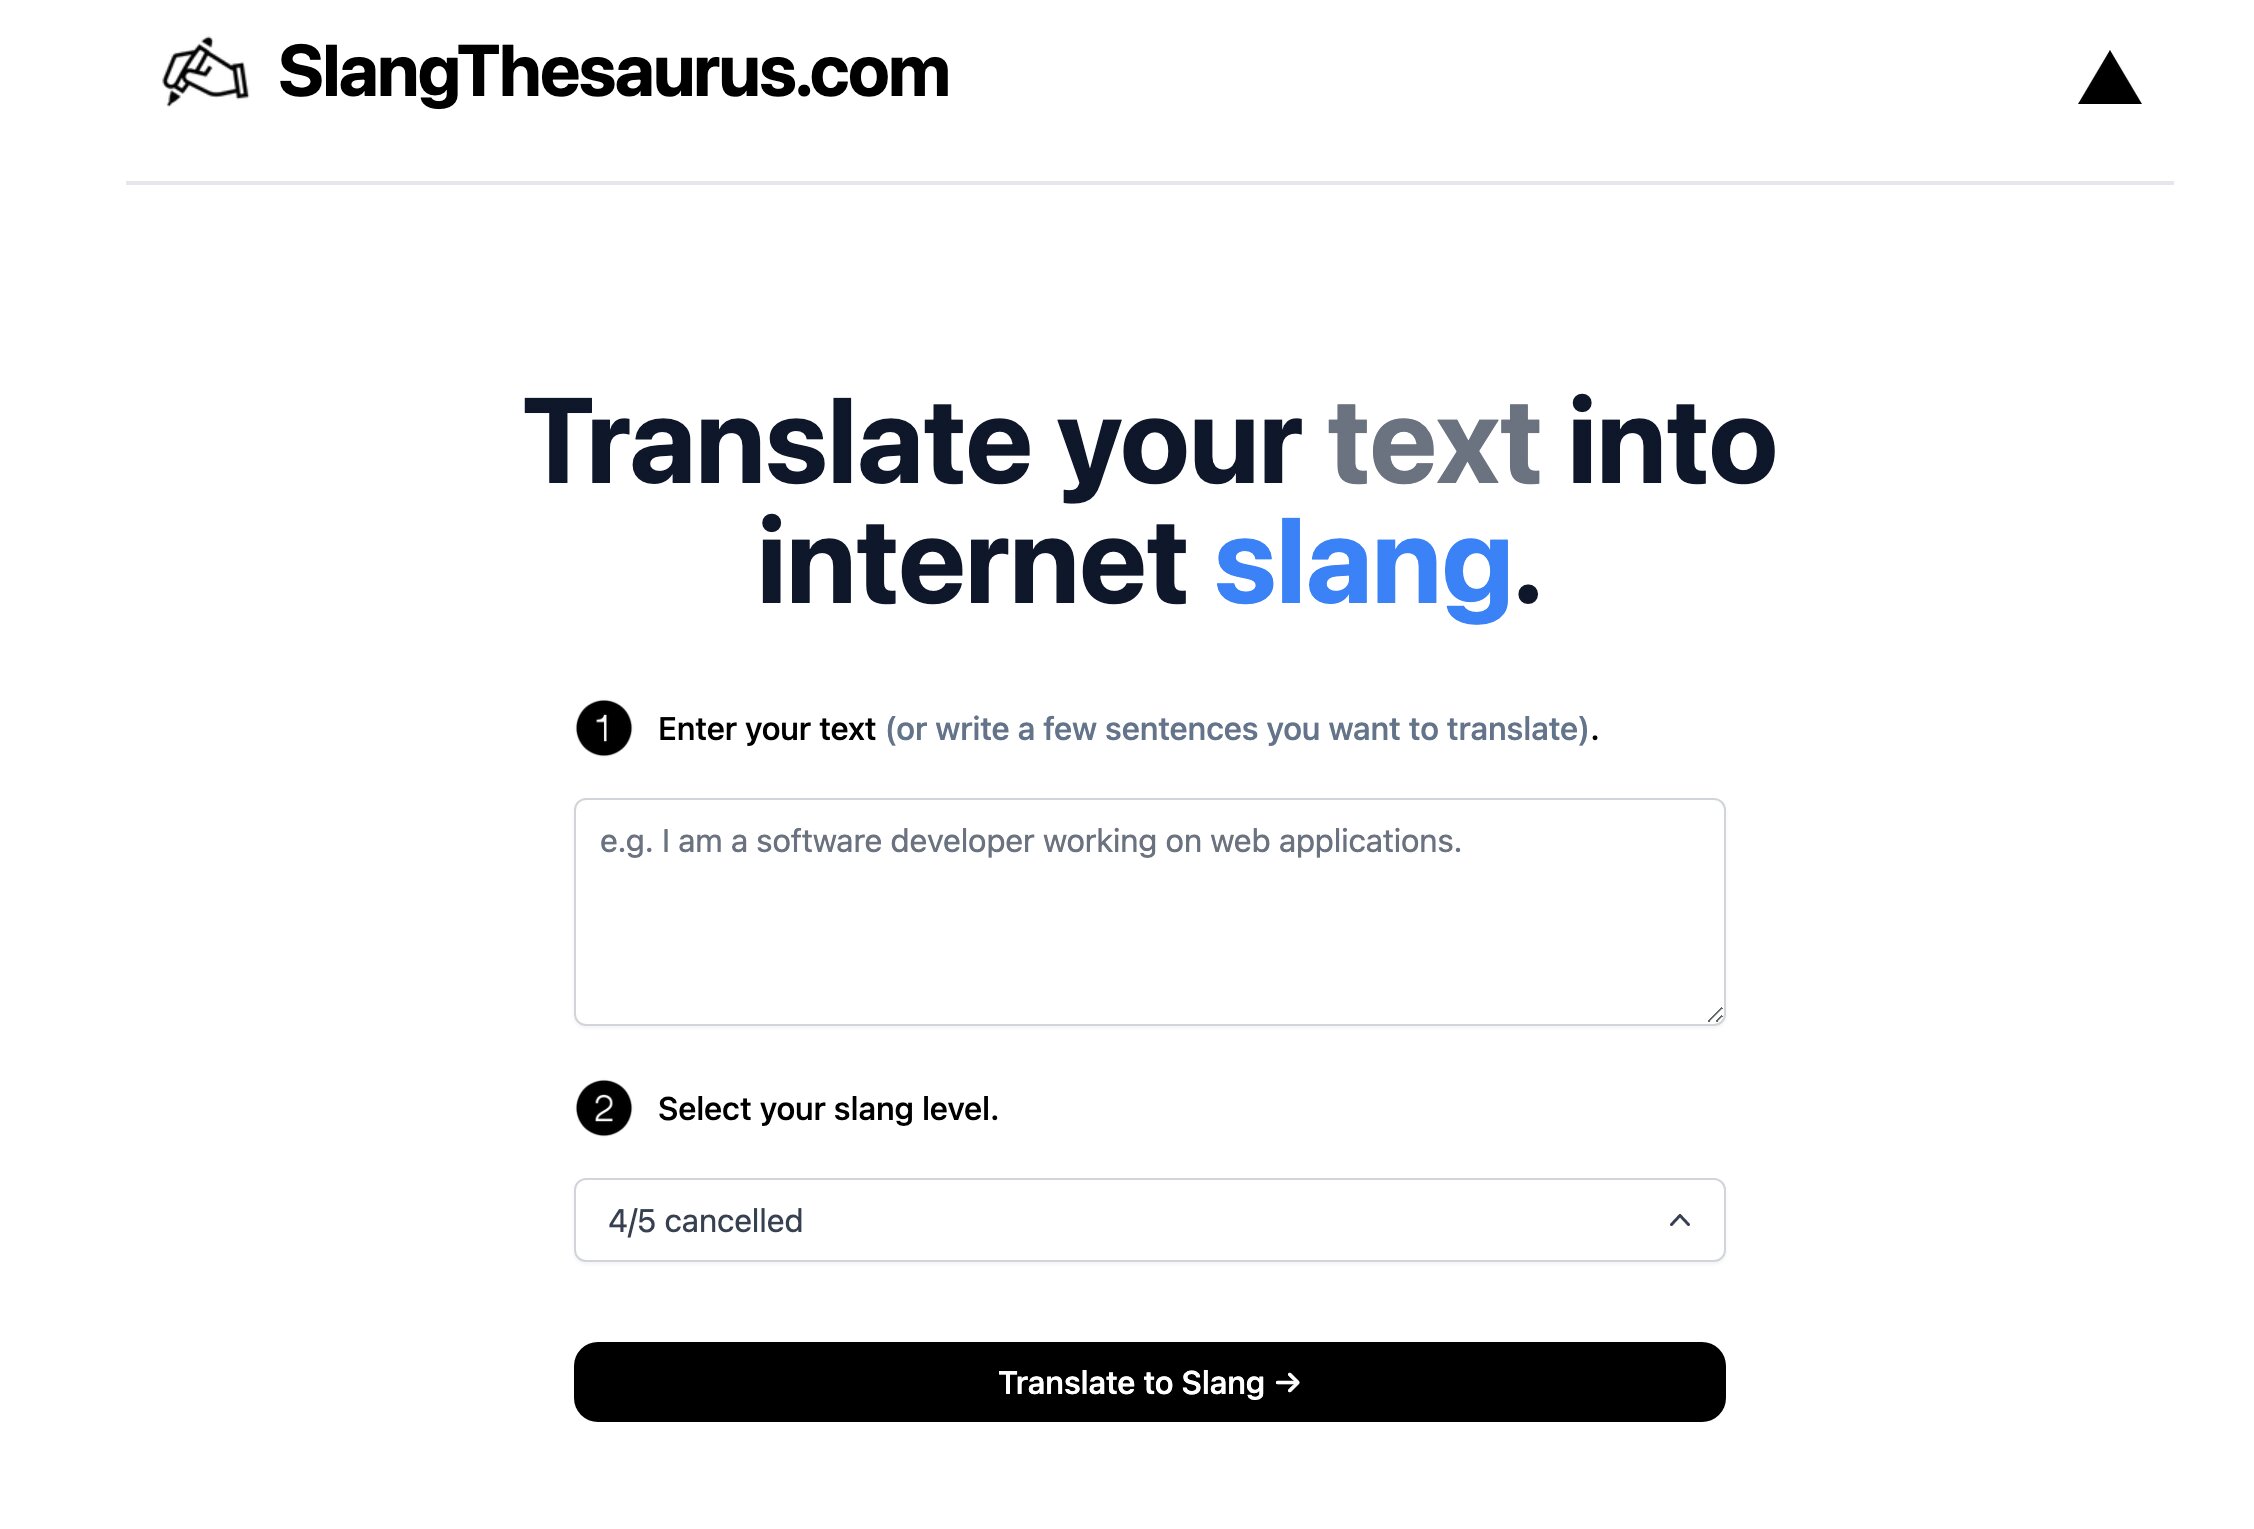 SlangThesaurus.com
Translate your text into
internet slang.
1 Enter your text (or write a few sentences you want to translate).
e.g. I am a software developer working on web applications.
2 Select your slang level.
4/5 cancelled
Translate to Slang →